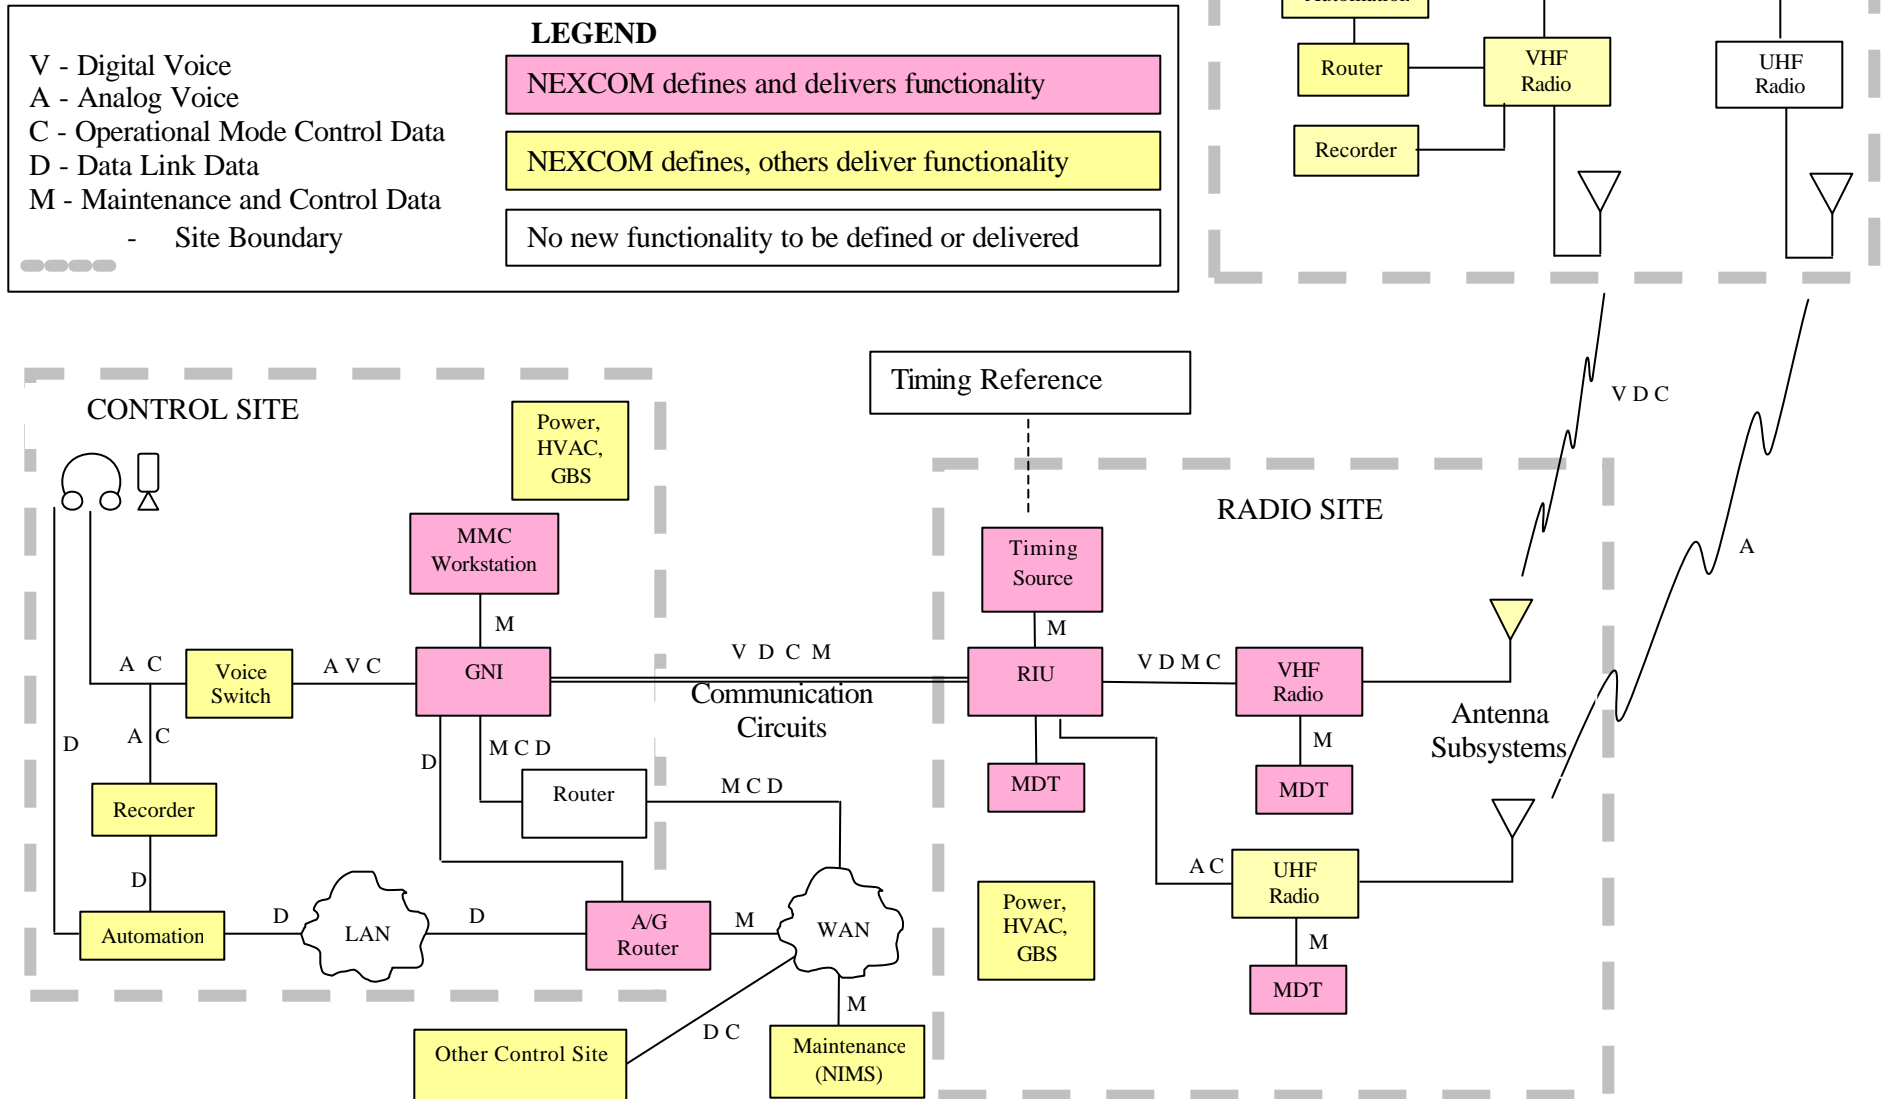 LEGEND
V - Digital Voice
A - Analog Voice
C - Operational Mode Control Data
D - Data Link Data
M - Maintenance and Control Data
- Site Boundary
NEXCOM defines and delivers functionality
NEXCOM defines, others deliver functionality
No new functionality to be defined or delivered
Automation
Router
VHF
Radio
UHF
Radio
Recorder
V D C
A
Timing Reference
CONTROL SITE
Power,
HVAC,
GBS
MMC
Workstation
M
A C
Voice
Switch
A V C
GNI
V D C M
Communication
Circuits
D
A C
D
M C D
Router
M C D
Recorder
D
Automation
D
LAN
D
A/G
Router
M
WAN
M
D C
Other Control Site
Maintenance
(NIMS)
RADIO SITE
Timing
Source
M
RIU
V D M C
VHF
Radio
M
MDT
MDT
Antenna
Subsystems
A C
UHF
Radio
M
MDT
Power,
HVAC,
GBS